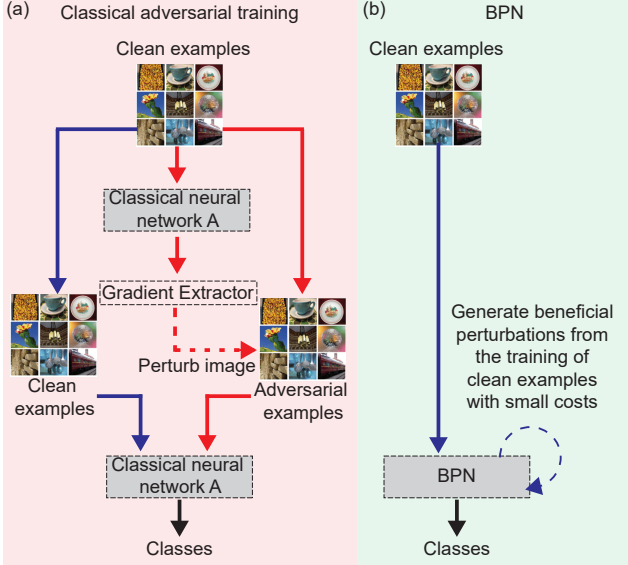 (a) Classical adversarial training
Clean examples
Classical neural
network A
Gradient Extractor
Perturb image
Clean
examples
Adversarial
examples
Classical neural
network A
Classes
(b) BPN
Clean examples
Generate beneficial
perturbations from
the training of
clean examples
with small costs
BPN
Classes